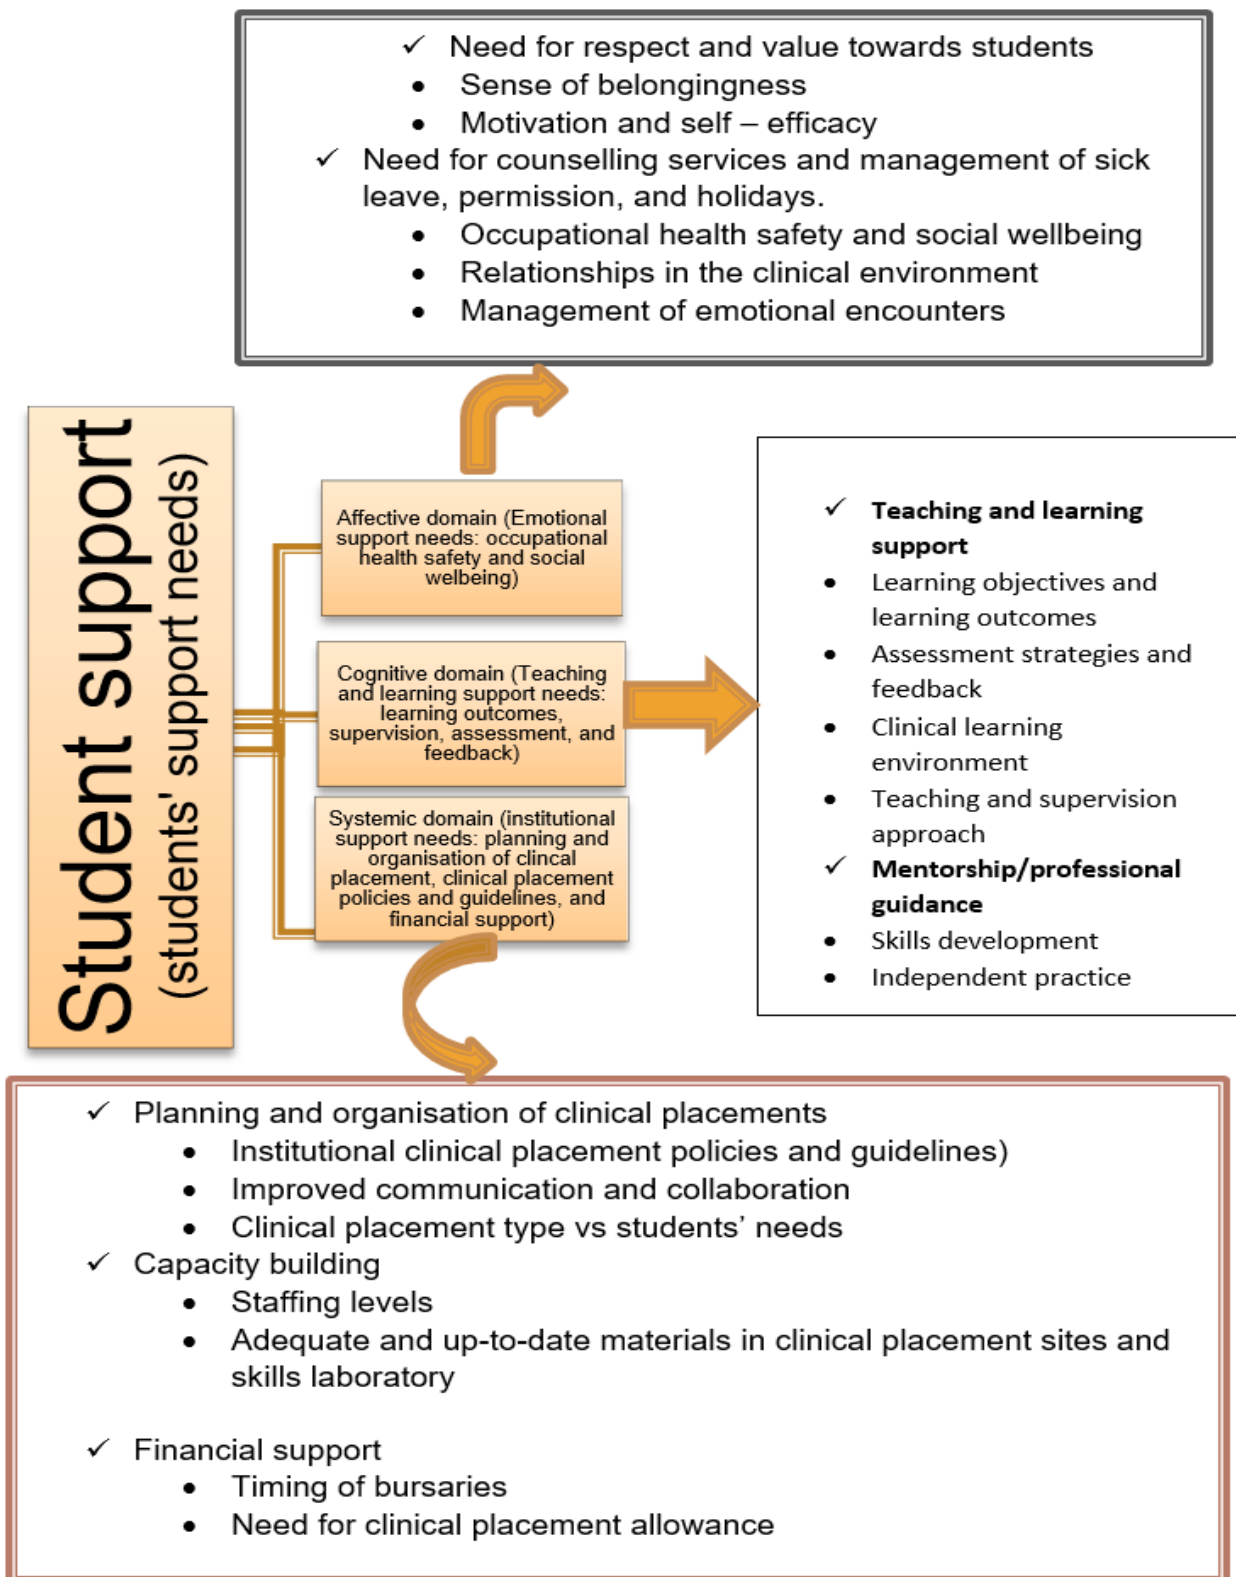 ✓ Need for respect and value towards students
• Sense of belongingness
• Motivation and self – efficacy
✓ Need for counselling services and management of sick
leave, permission, and holidays.
• Occupational health safety and social wellbeing
• Relationships in the clinical environment
• Management of emotional encounters
Student support
(students' support needs)
Affective domain (Emotional
support needs: occupational
health safety and social
welbeing)
Cognitive domain (Teaching
and learning support needs:
learning outcomes,
supervision, assessment, and
feedback)
Systemic domain (institutional
support needs: planning and
organisation of clincal
placement, clinical placement
policies and guidelines, and
financial support)
✓ Teaching and learning
support
• Learning objectives and
learning outcomes
• Assessment strategies and
feedback
• Clinical learning
environment
• Teaching and supervision
approach
✓ Mentorship/professional
guidance
• Skills development
• Independent practice
✓ Planning and organisation of clinical placements
• Institutional clinical placement policies and guidelines)
• Improved communication and collaboration
• Clinical placement type vs students’ needs
✓ Capacity building
• Staffing levels
• Adequate and up-to-date materials in clinical placement sites and
skills laboratory
✓ Financial support
• Timing of bursaries
• Need for clinical placement allowance